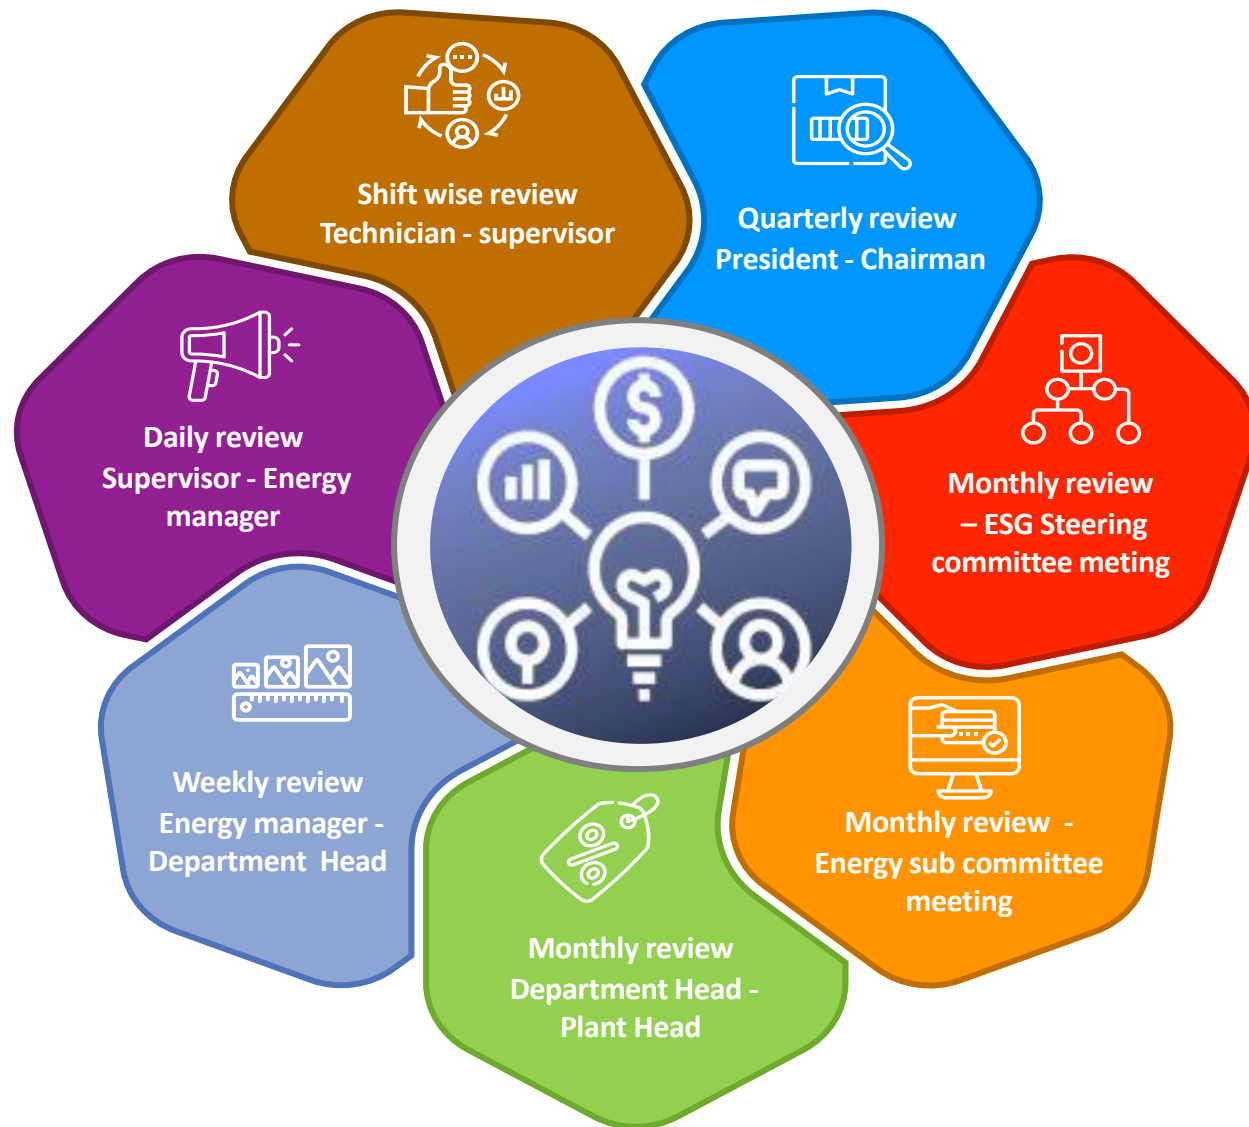 Shift wise review
Technician - supervisor
Quarterly review
President - Chairman
Monthly review
– ESG Steering
committee meting
Monthly review -
Energy sub committee
meeting
Monthly review
Department Head -
Plant Head
Weekly review
Energy manager -
Department Head
Daily review
Supervisor - Energy
manager
$